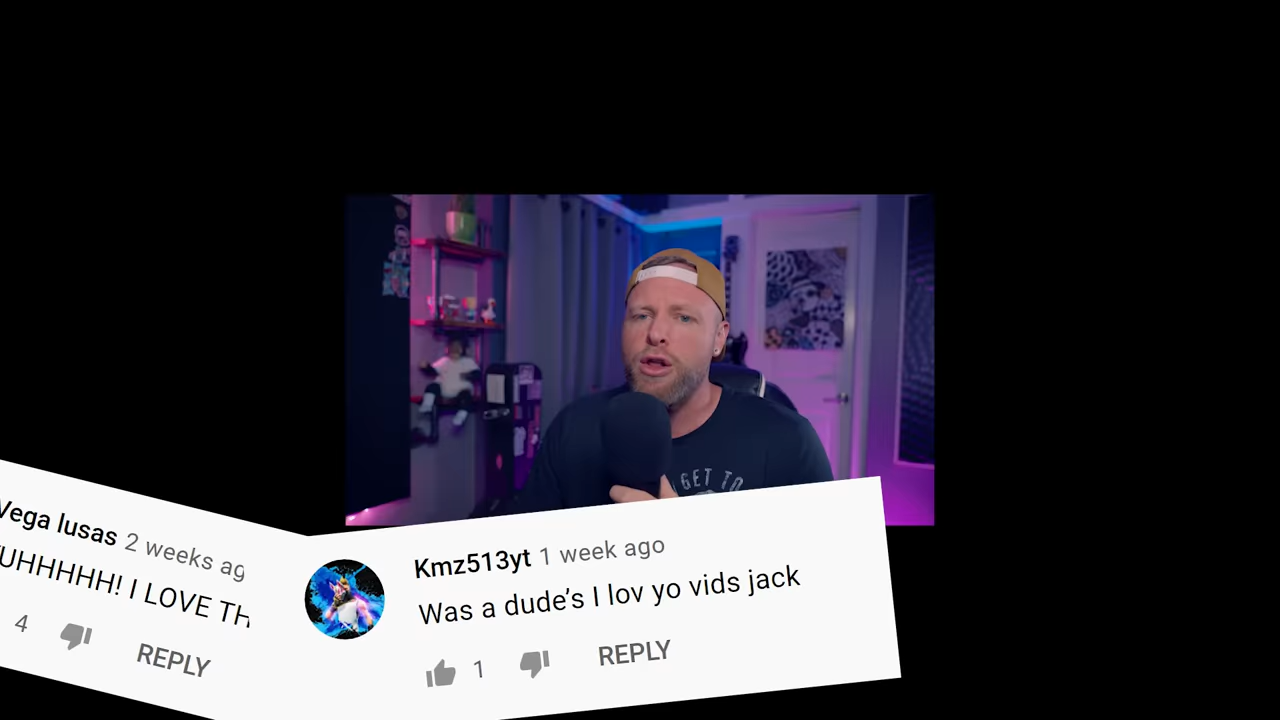 GET TO
Vega lusas 2 weeks ag
UHHHHH! I LOVE TH
4 REPLY
Kmz513yt 1 week ago
Was a dude's I lov yo vids jack
1 REPLY